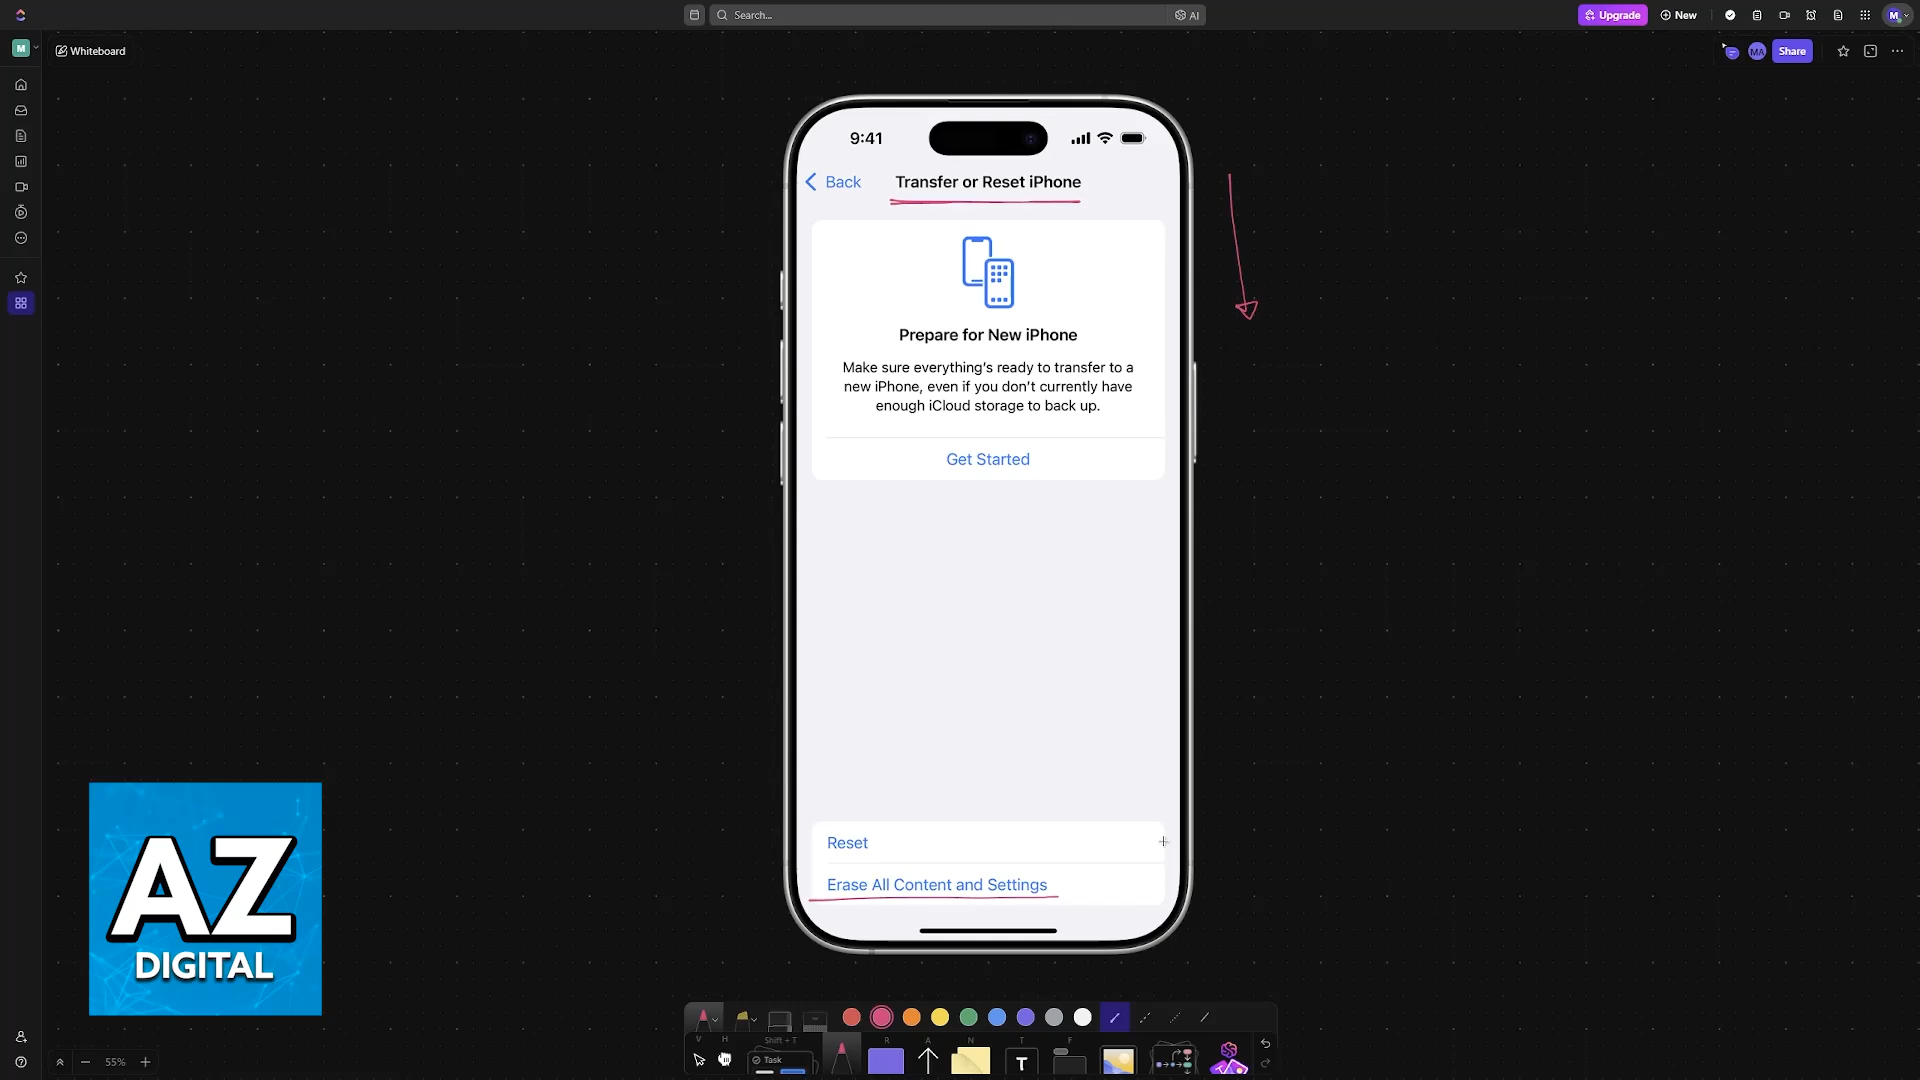 Search...
AI
Upgrade
New
M
M
Whiteboard
MA
Share
9:41
Back
Transfer or Reset iPhone
Prepare for New iPhone
Make sure everything's ready to transfer to a
new iPhone, even if you don't currently have
enough iCloud storage to back up.
Get Started
Reset
Erase All Content and Settings
AZ
DIGITAL
V
H
Shift + T
R
A
N
T
F
Task
T
55%